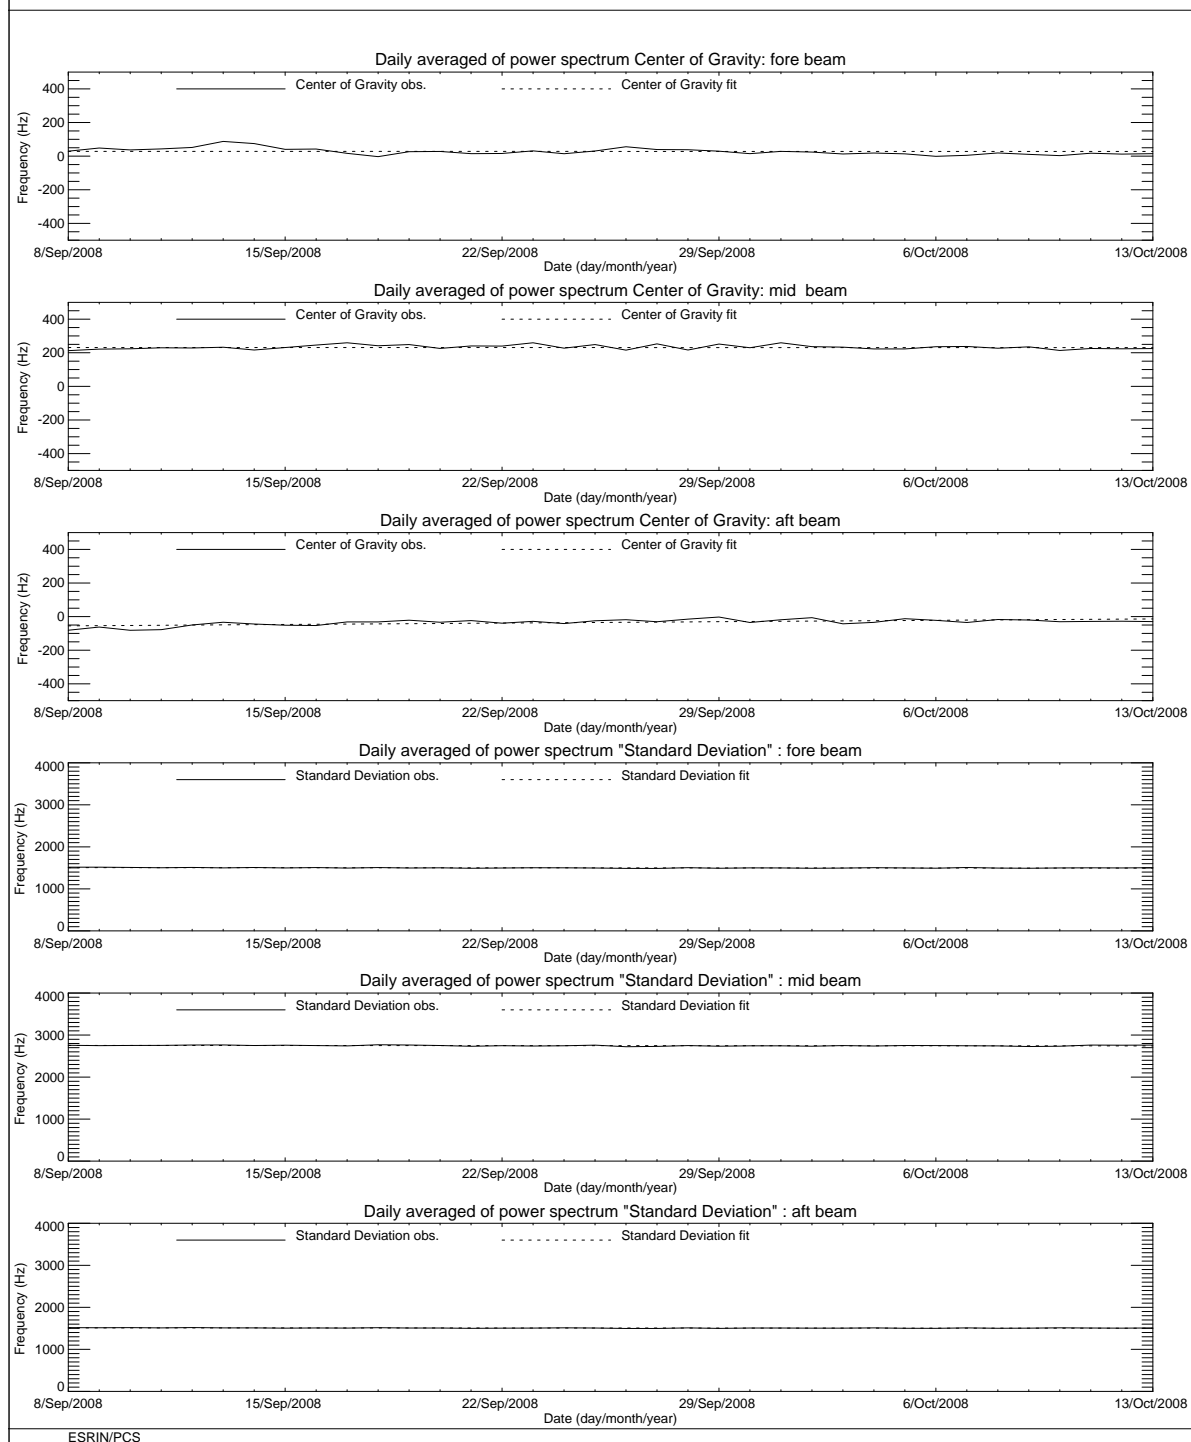 Daily averaged of power spectrum Center of Gravity: fore beam
Center of Gravity obs.
Center of Gravity fit
400
200
0
-200
-400
Frequency (Hz)
8/Sep/2008
15/Sep/2008
22/Sep/2008
29/Sep/2008
6/Oct/2008
13/Oct/2008
Date (day/month/year)
Daily averaged of power spectrum Center of Gravity: mid beam
Center of Gravity obs.
Center of Gravity fit
400
200
0
-200
-400
Frequency (Hz)
8/Sep/2008
15/Sep/2008
22/Sep/2008
29/Sep/2008
6/Oct/2008
13/Oct/2008
Date (day/month/year)
Daily averaged of power spectrum Center of Gravity: aft beam
Center of Gravity obs.
Center of Gravity fit
400
200
0
-200
-400
Frequency (Hz)
8/Sep/2008
15/Sep/2008
22/Sep/2008
29/Sep/2008
6/Oct/2008
13/Oct/2008
Date (day/month/year)
Daily averaged of power spectrum "Standard Deviation" : fore beam
Standard Deviation obs.
Standard Deviation fit
4000
3000
2000
1000
0
Frequency (Hz)
8/Sep/2008
15/Sep/2008
22/Sep/2008
29/Sep/2008
6/Oct/2008
13/Oct/2008
Date (day/month/year)
Daily averaged of power spectrum "Standard Deviation" : mid beam
Standard Deviation obs.
Standard Deviation fit
4000
3000
2000
1000
0
Frequency (Hz)
8/Sep/2008
15/Sep/2008
22/Sep/2008
29/Sep/2008
6/Oct/2008
13/Oct/2008
Date (day/month/year)
Daily averaged of power spectrum "Standard Deviation" : aft beam
Standard Deviation obs.
Standard Deviation fit
4000
3000
2000
1000
0
Frequency (Hz)
8/Sep/2008
15/Sep/2008
22/Sep/2008
29/Sep/2008
6/Oct/2008
13/Oct/2008
Date (day/month/year)
ESRIN/PCS